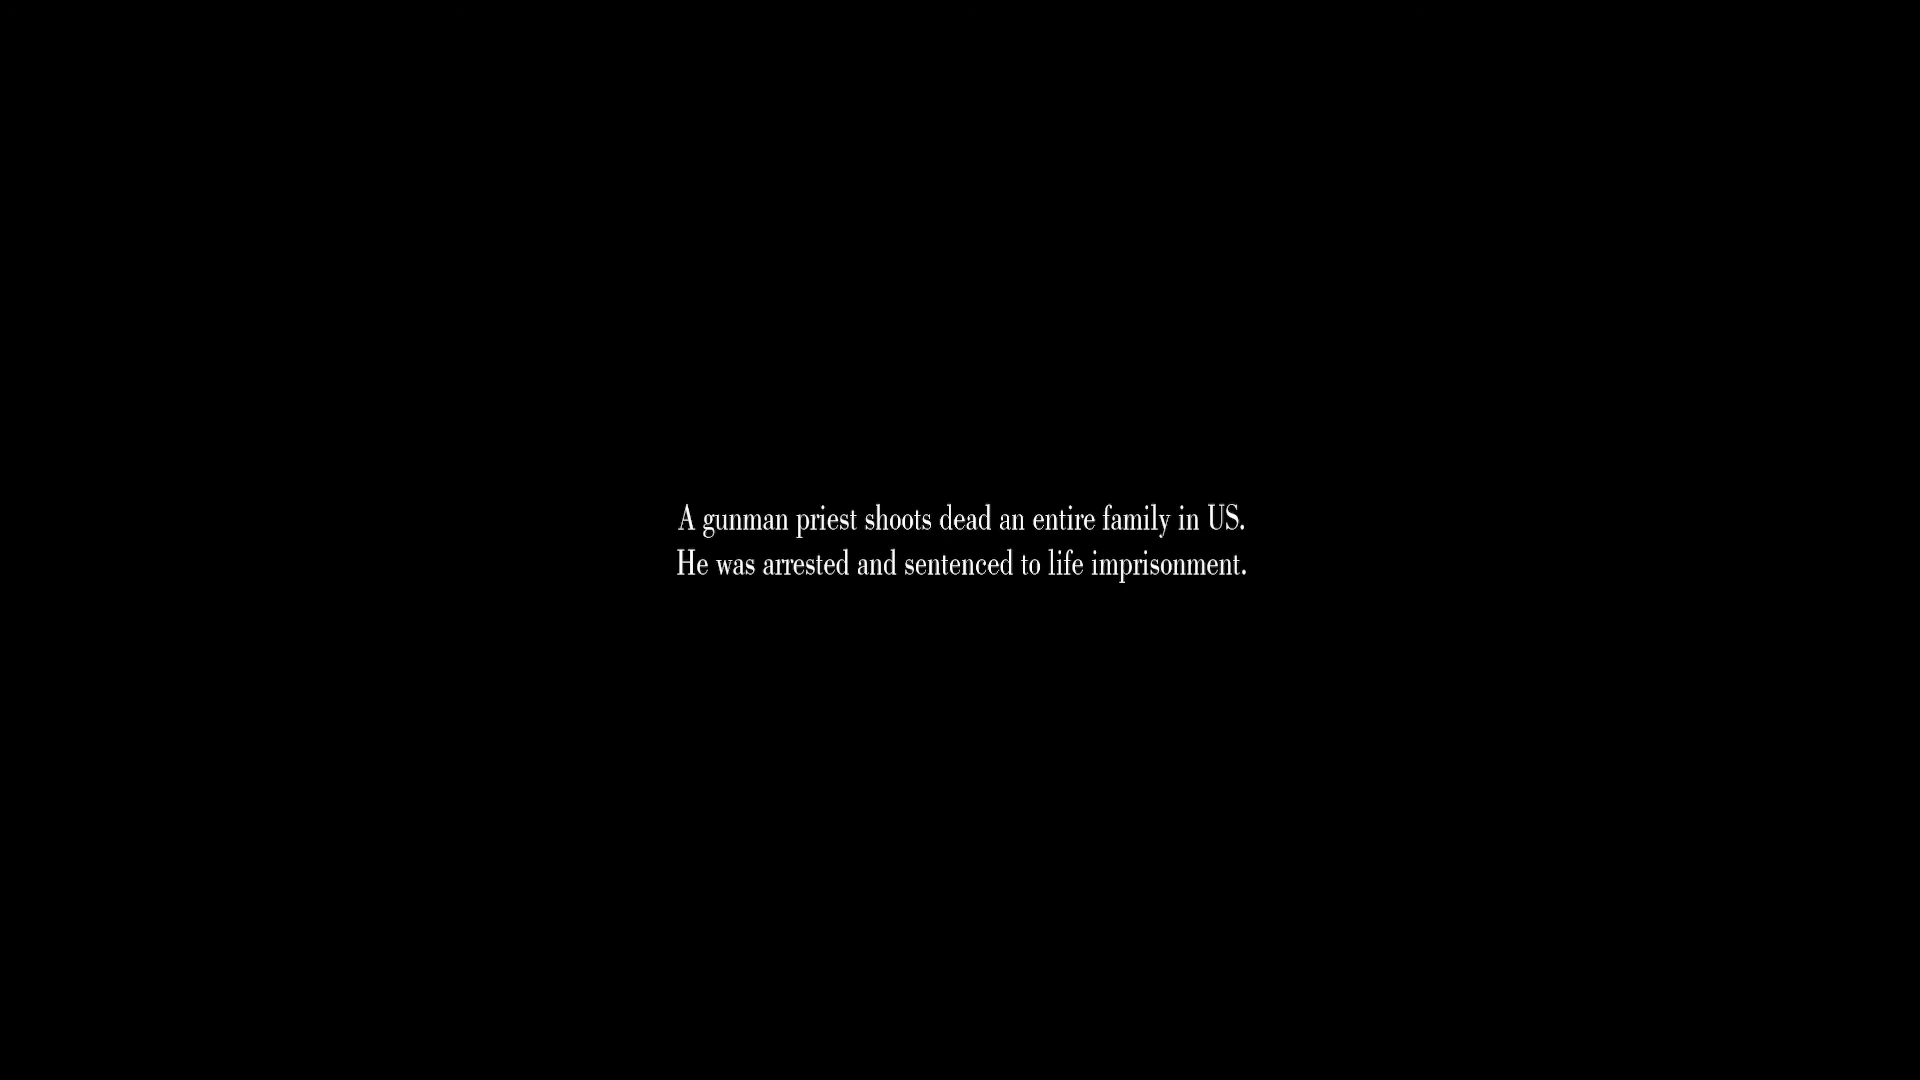 A gunman priest shoots dead an entire family in US.
He was arrested and sentenced to life imprisonment.